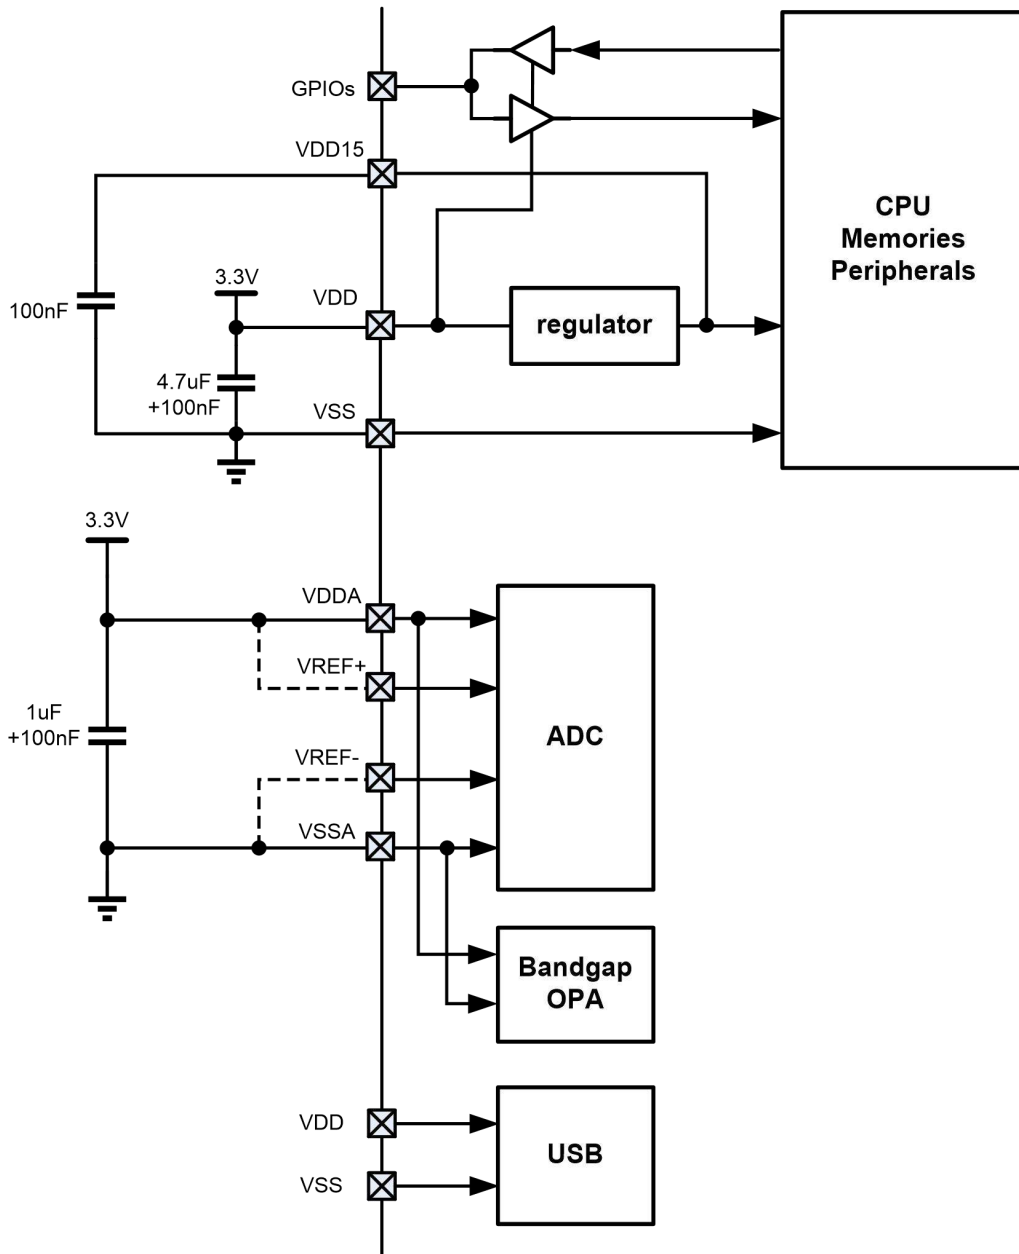 GPIOs
VDD15
CPU
Memories
Peripherals
3.3V
VDD
100nF
regulator
4.7uF
+100nF
VSS
3.3V
VDDA
VREF+
1uF
+100nF
ADC
VREF-
VSSA
Bandgap
OPA
VDD
USB
VSS